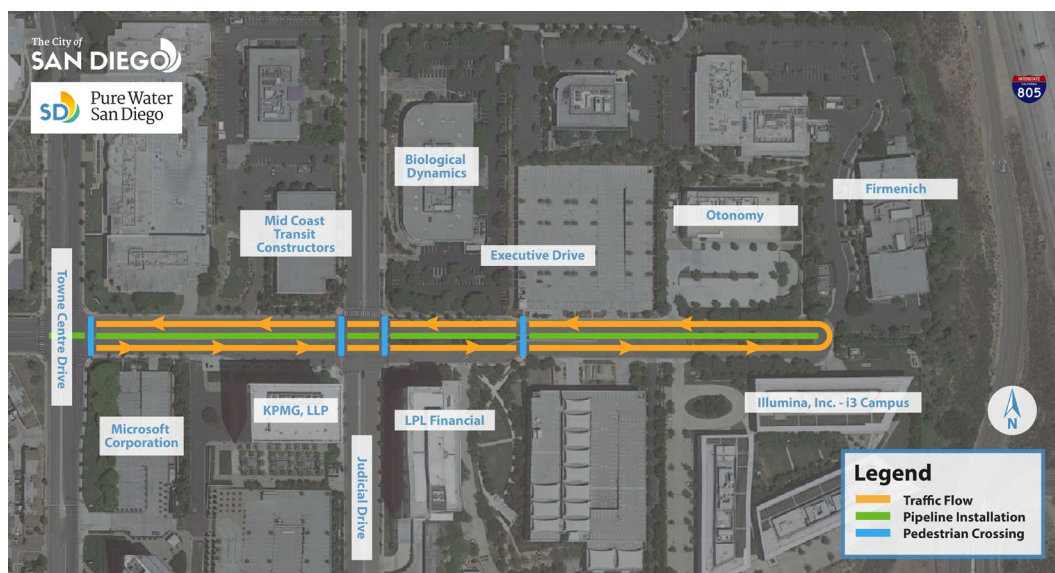 The City of
SAN DIEGO
SD
Pure Water
San Diego
INTERSTATE
CALIFORNIA
805
Biological
Dynamics
Firmenich
Mid Coast
Transit
Constructors
Otonomy
Executive Drive
Towne Centre Drive
Microsoft
Corporation
KPMG, LLP
LPL Financial
Illumina, Inc. - i3 Campus
Judicial Drive
N
Legend
Traffic Flow
Pipeline Installation
Pedestrian Crossing